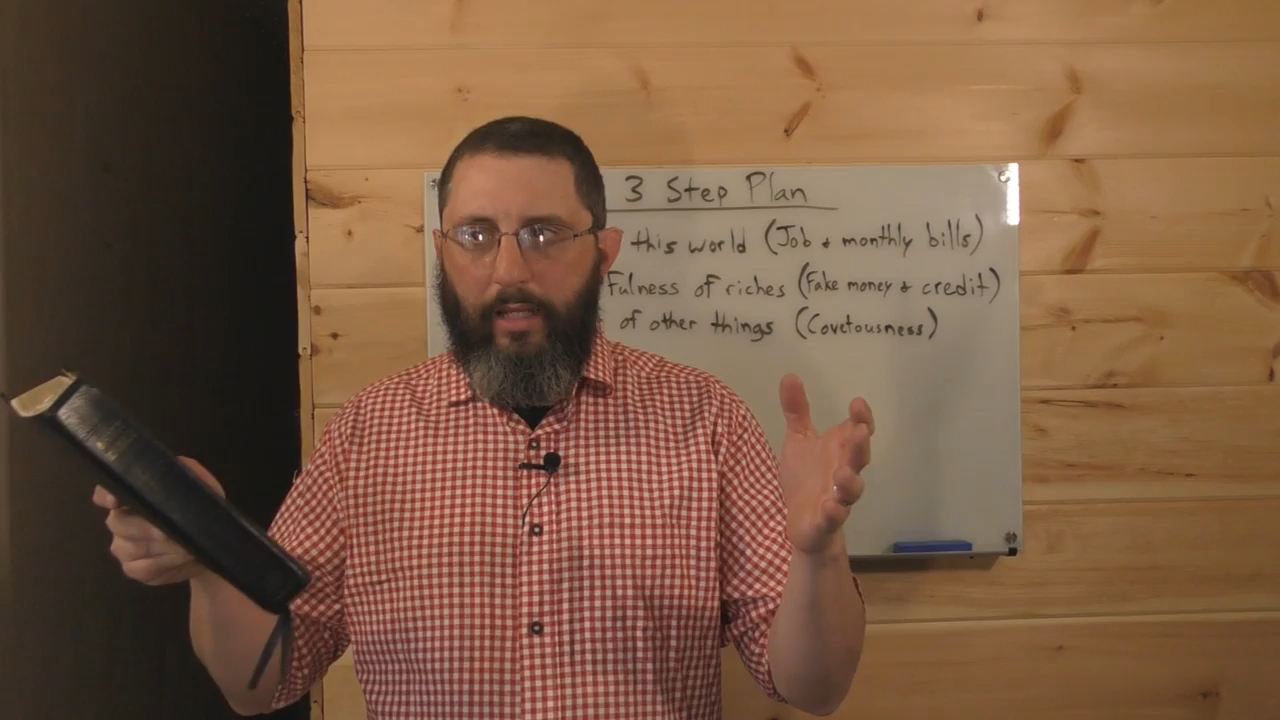 3 Step Plan
this world (Job & monthly bills)
fulness of riches (Fake money & credit)
of other things (Covetousness)